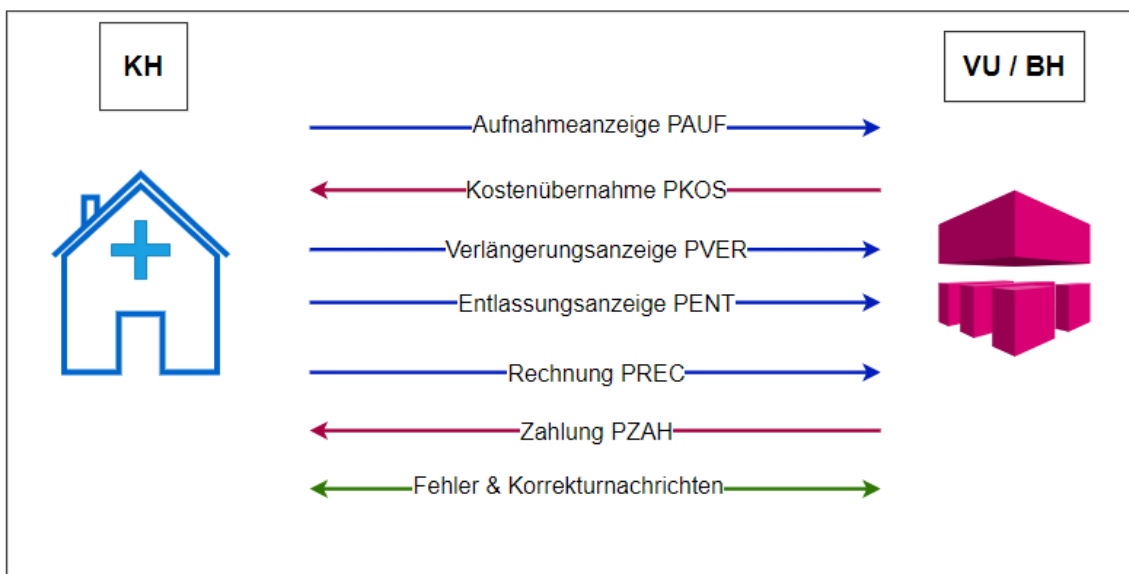 KH
VU / BH
Aufnahmeanzeige PAUF
Kostenübernahme PKOS
Verlängerungsanzeige PVER
Entlassungsanzeige PENT
Rechnung PREC
Zahlung PZAH
Fehler & Korrekturnachrichten